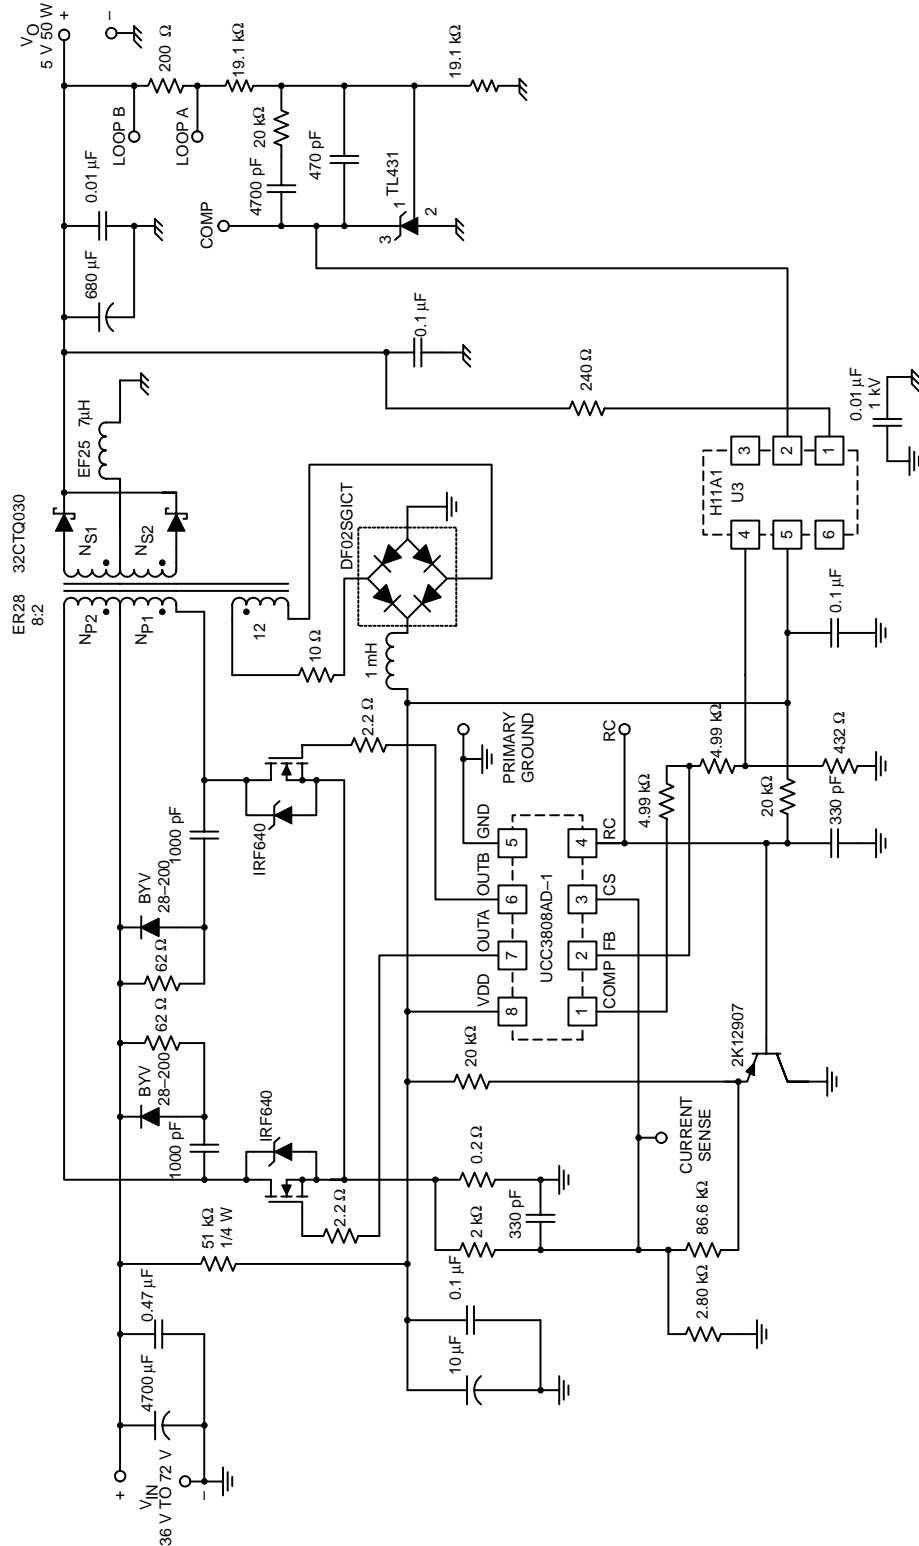 +
V_IN
36 V TO 72 V
–
4700 µF
0.47 µF
51 kΩ
1/4 W
10 µF
0.1 µF
1000 pF
BYV
28–200
62 Ω
62 Ω
BYV
28–200
1000 pF
IRF640
2.2 Ω
IRF640
2.2 Ω
2 kΩ
0.2 Ω
330 pF
2.80 kΩ
86.6 kΩ
CURRENT
SENSE
20 kΩ
2K12907
VDD
OUTA
OUTB
GND
8
7
6
5
UCC3808AD–1
1
2
3
4
COMP
FB
CS
RC
PRIMARY
GROUND
RC
4.99 kΩ
4.99 kΩ
20 kΩ
330 pF
432 Ω
0.1 µF
ER28
8:2
32CTQ030
N_P2
N_P1
N_S1
N_S2
12
10 Ω
1 mH
DF02SGICT
EF25
7µH
680 µF
0.01 µF
0.1 µF
240 Ω
H11A1
U3
4
5
6
3
2
1
0.01 µF
1 kV
COMP
4700 pF
20 kΩ
470 pF
TL431
3
1
2
LOOP B
LOOP A
200 Ω
19.1 kΩ
19.1 kΩ
V_O
5 V 50 W
+
–